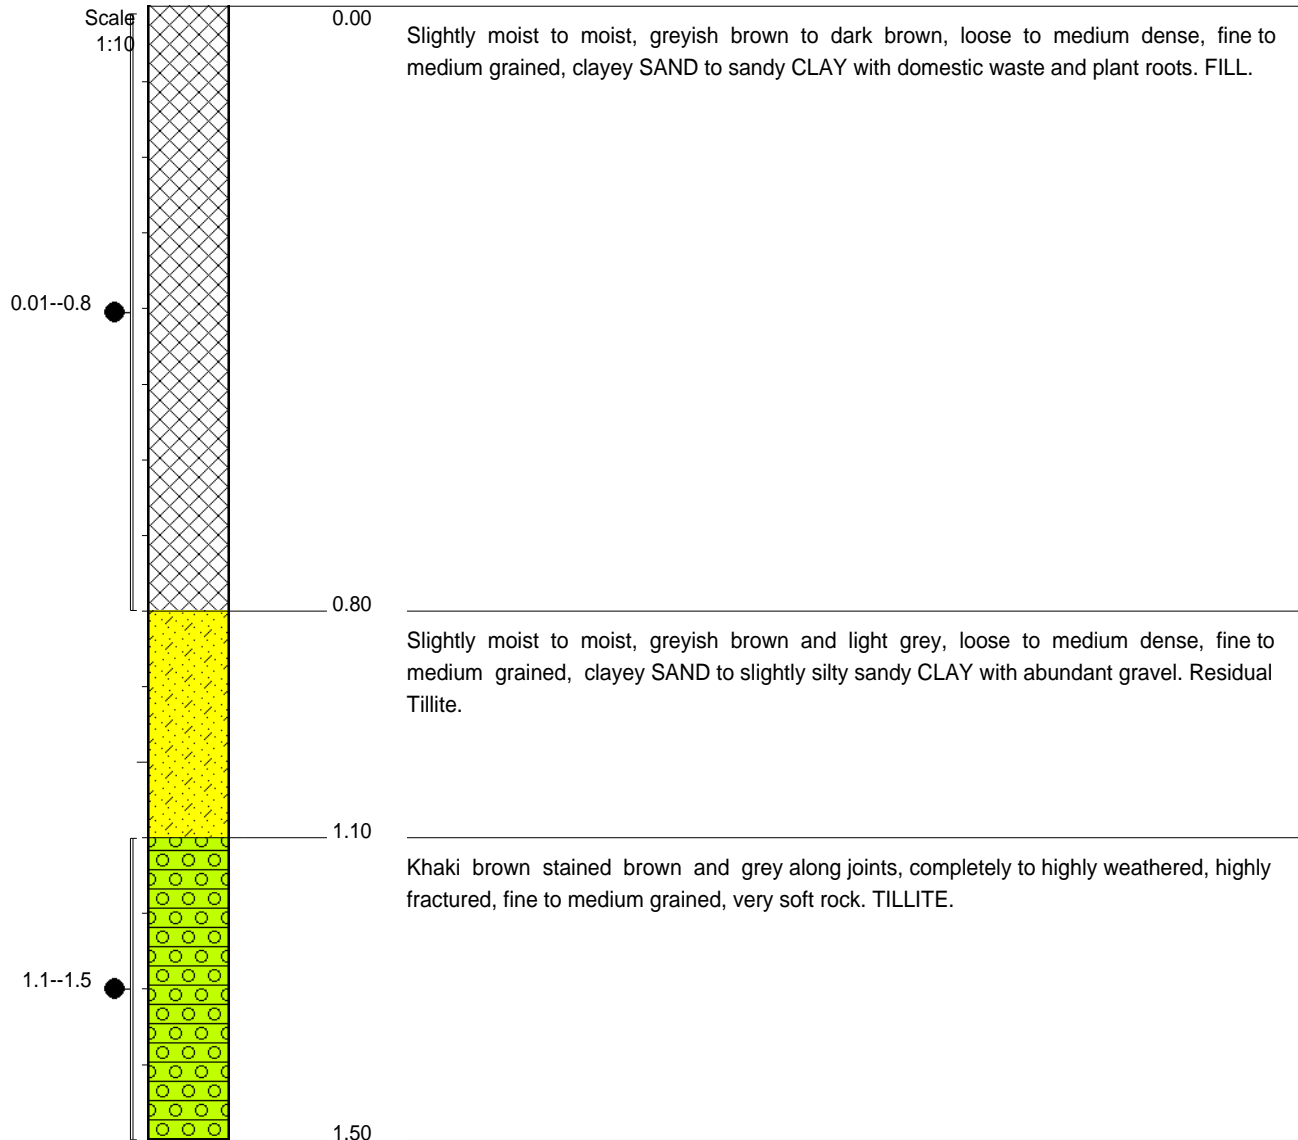 Scale
1:10
0.00
Slightly moist to moist, greyish brown to dark brown, loose to medium dense, fine to
medium grained, clayey SAND to sandy CLAY with domestic waste and plant roots. FILL.
0.01--0.8
0.80
Slightly moist to moist, greyish brown and light grey, loose to medium dense, fine to
medium grained, clayey SAND to slightly silty sandy CLAY with abundant gravel. Residual
Tillite.
1.10
Khaki brown stained brown and grey along joints, completely to highly weathered, highly
fractured, fine to medium grained, very soft rock. TILLITE.
1.1--1.5
1.50